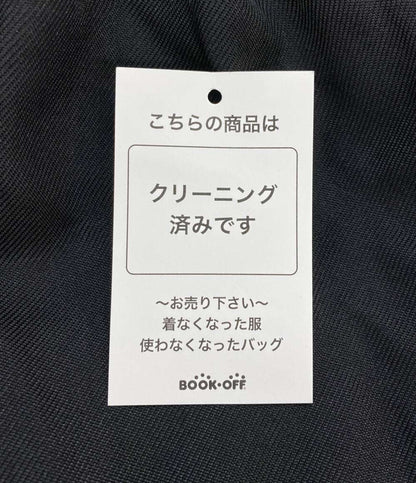 こちらの商品は
クリーニング
済みです
～お売り下さい～
着なくなった服
使わなくなったバッグ
BOOK・OFF